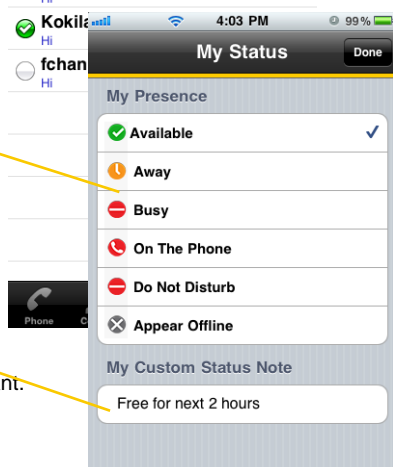 Hi
Kokila
Hi
fchan
Hi
Phone
nt.
4:03 PM
99%
My Status
Done
My Presence
Available
Away
Busy
On The Phone
Do Not Disturb
Appear Offline
My Custom Status Note
Free for next 2 hours